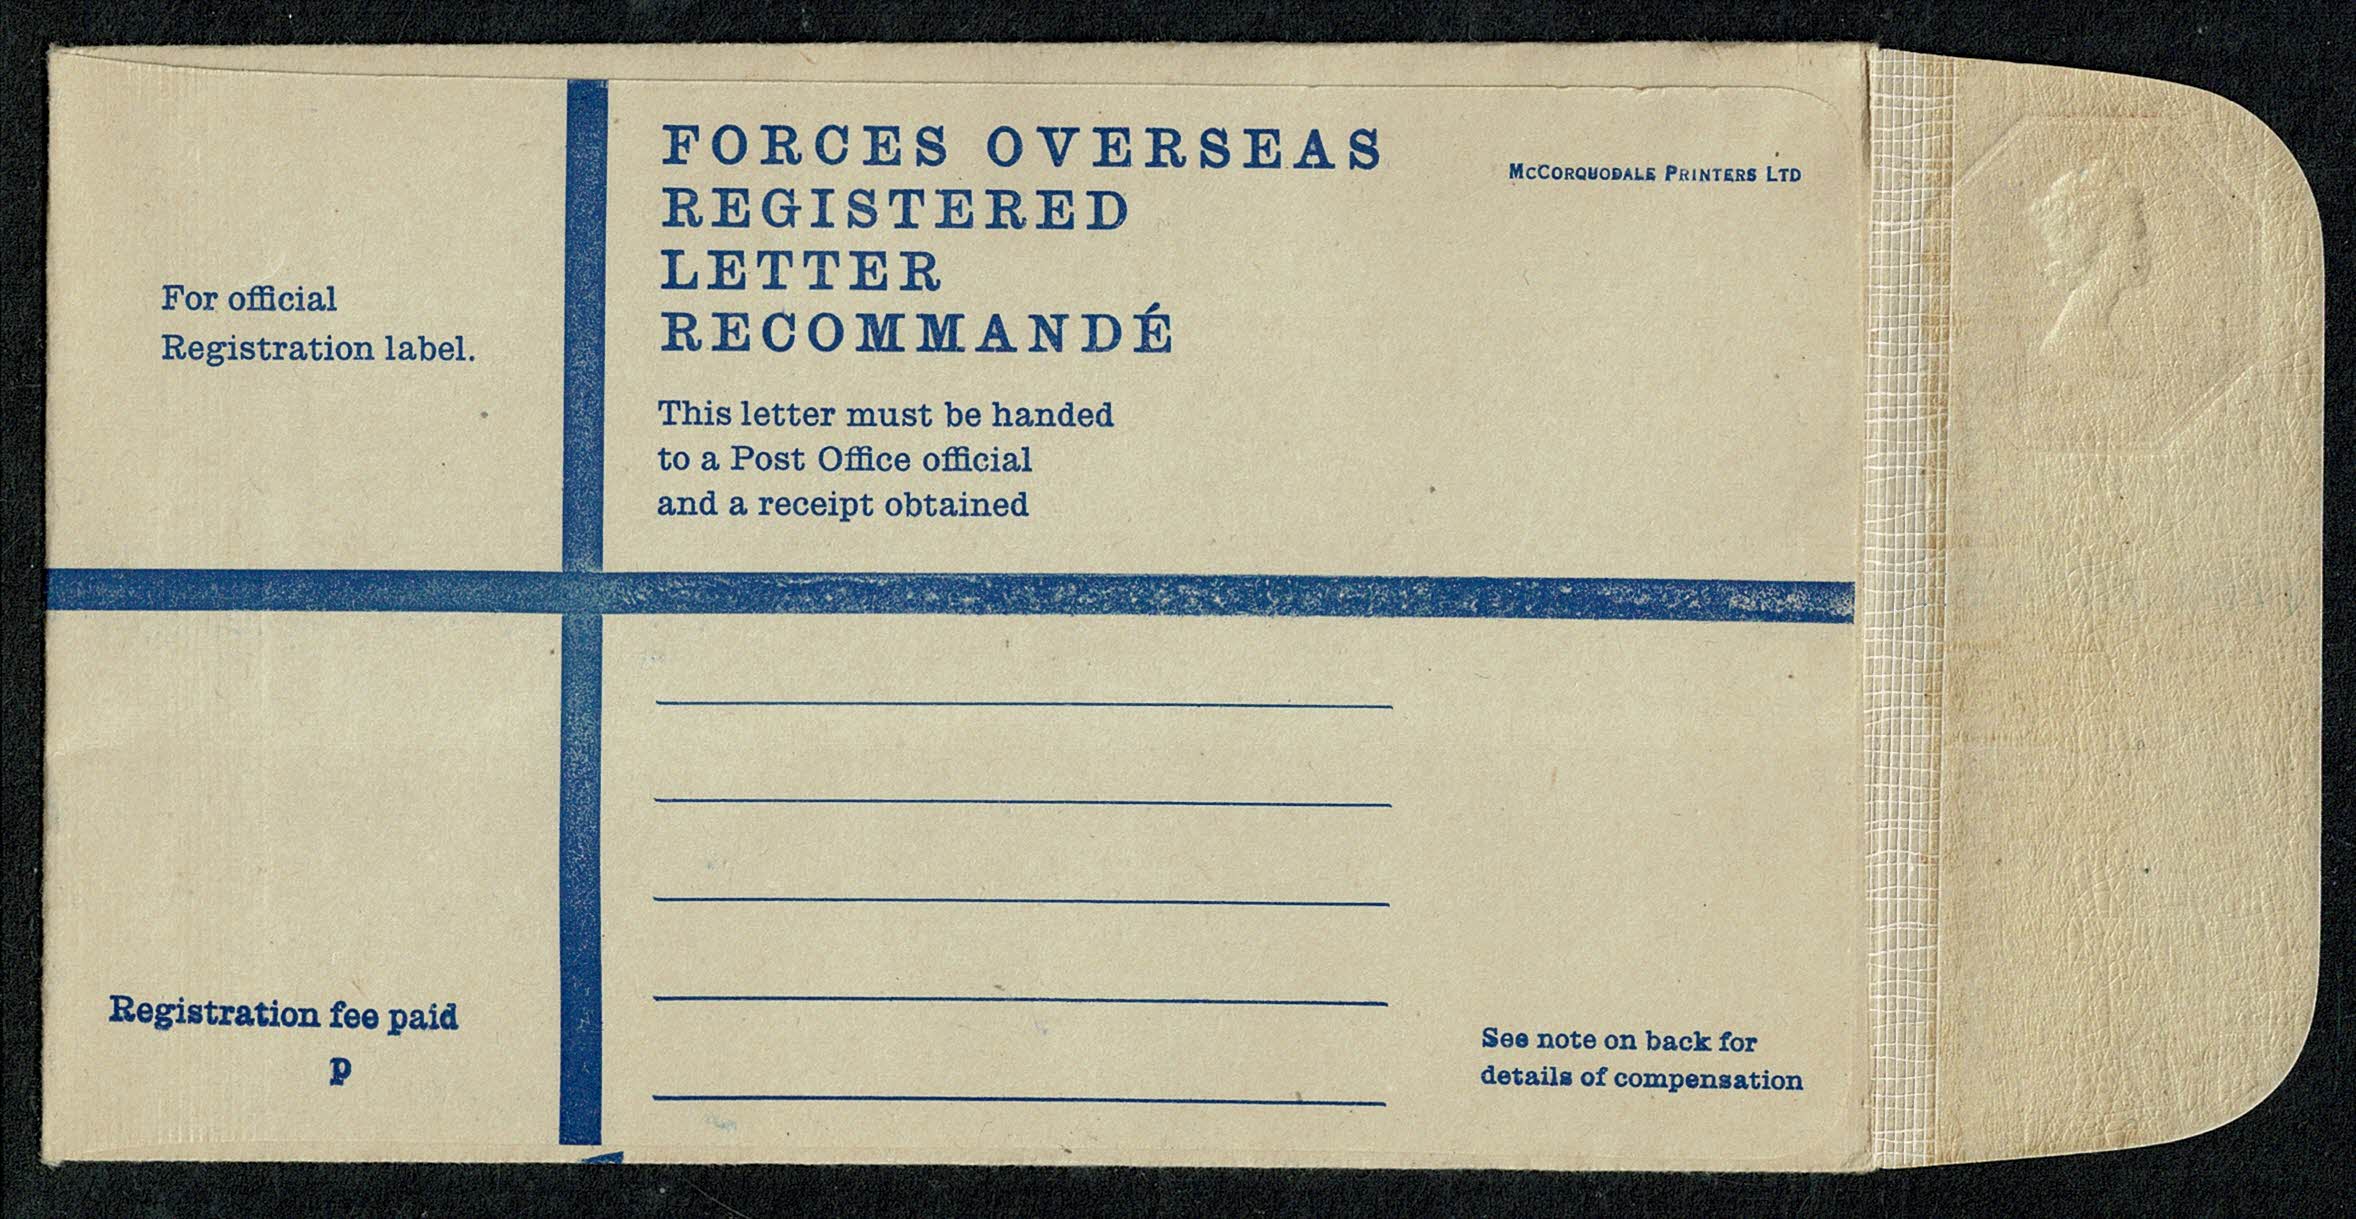 FORCES OVERSEAS
REGISTERED
LETTER
RECOMMANDÉ
McCorquodale Printers Ltd
For official
Registration label.
This letter must be handed
to a Post Office official
and a receipt obtained
Registration fee paid
p
See note on back for
details of compensation